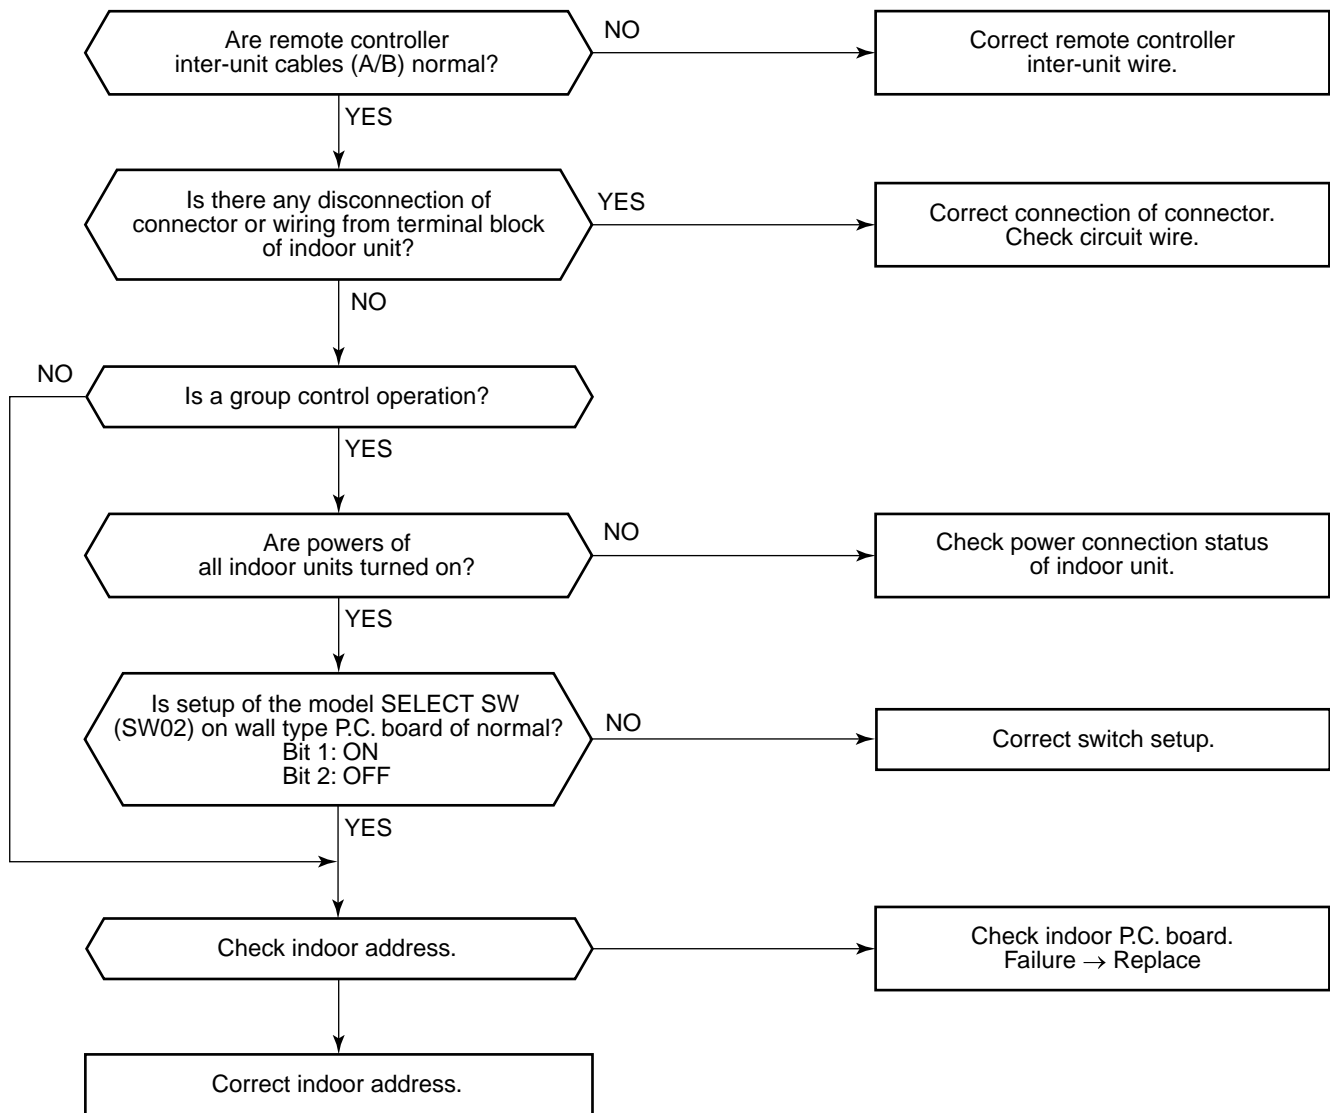 Are remote controller
inter-unit cables (A/B) normal?
NO
Correct remote controller
inter-unit wire.
YES
Is there any disconnection of
connector or wiring from terminal block
of indoor unit?
YES
Correct connection of connector.
Check circuit wire.
NO
NO
Is a group control operation?
YES
Are powers of
all indoor units turned on?
NO
Check power connection status
of indoor unit.
YES
Is setup of the model SELECT SW
(SW02) on wall type P.C. board of normal?
Bit 1: ON
Bit 2: OFF
NO
Correct switch setup.
YES
Check indoor address.
Check indoor P.C. board.
Failure → Replace
Correct indoor address.